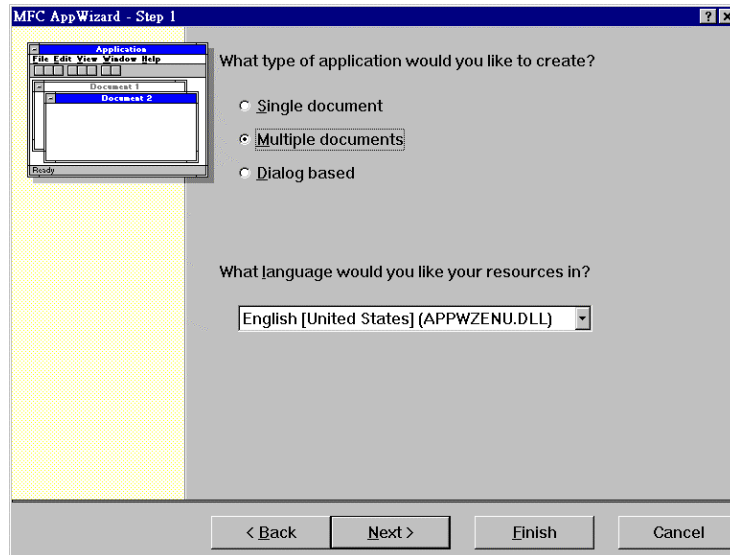 MFC AppWizard - Step 1
Application
File Edit View Window Help
Document 1
Document 2
Ready
What type of application would you like to create?
Single document
Multiple documents
Dialog based
What language would you like your resources in?
English [United States] (APPWZENU.DLL)
< Back
Next >
Finish
Cancel